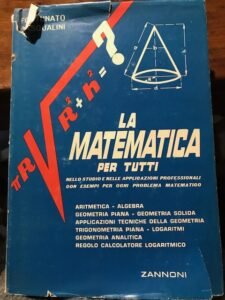 LA
MATEMATICA
PER TUTTI
NELLO STUDIO E NELLE APPLICAZIONI PROFESSIONALI
CON ESEMPI PER OGNI PROBLEMA MATEMATICO
πR√R²+h²=?
a
h
D
ARITMETICA - ALGEBRA
GEOMETRIA PIANA - GEOMETRIA SOLIDA
APPLICAZIONI TECNICHE DELLA GEOMETRIA
TRIGONOMETRIA PIANA - LOGARITMI
GEOMETRIA ANALITICA
REGOLO CALCOLATORE LOGARITMICO
ZANNONI